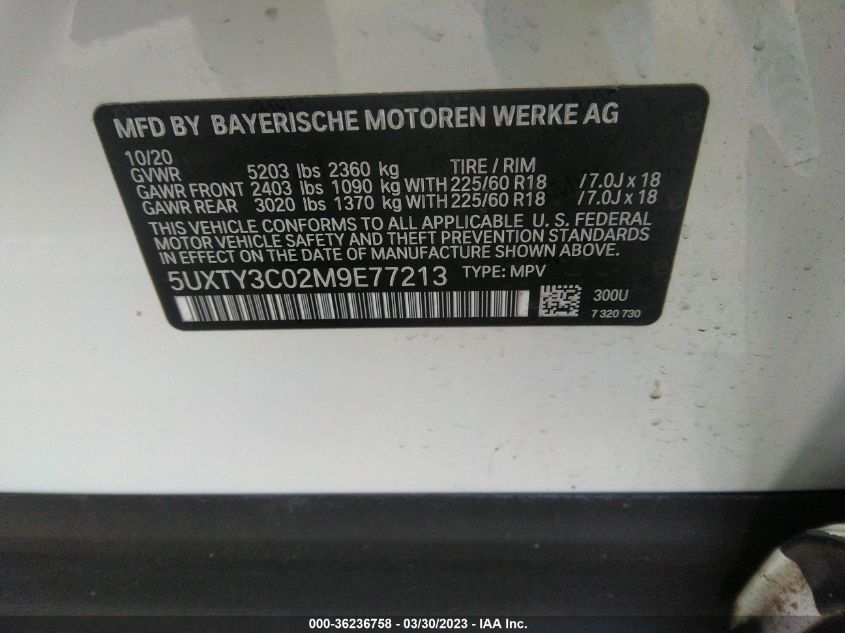 MFD BY BAYERISCHE MOTOREN WERKE AG
10/20
GVWR 5203 lbs 2360 kg TIRE / RIM
GAWR FRONT 2403 lbs 1090 kg WITH 225/60 R18 / 7.0J x 18
GAWR REAR 3020 lbs 1370 kg WITH 225/60 R18 / 7.0J x 18
THIS VEHICLE CONFORMS TO ALL APPLICABLE U. S. FEDERAL
MOTOR VEHICLE SAFETY AND THEFT PREVENTION STANDARDS
IN EFFECT ON THE DATE OF MANUFACTURE SHOWN ABOVE.
5UXTY3C02M9E77213 TYPE: MPV
300U
7 320 730
000-36236758 - 03/30/2023 - IAA Inc.